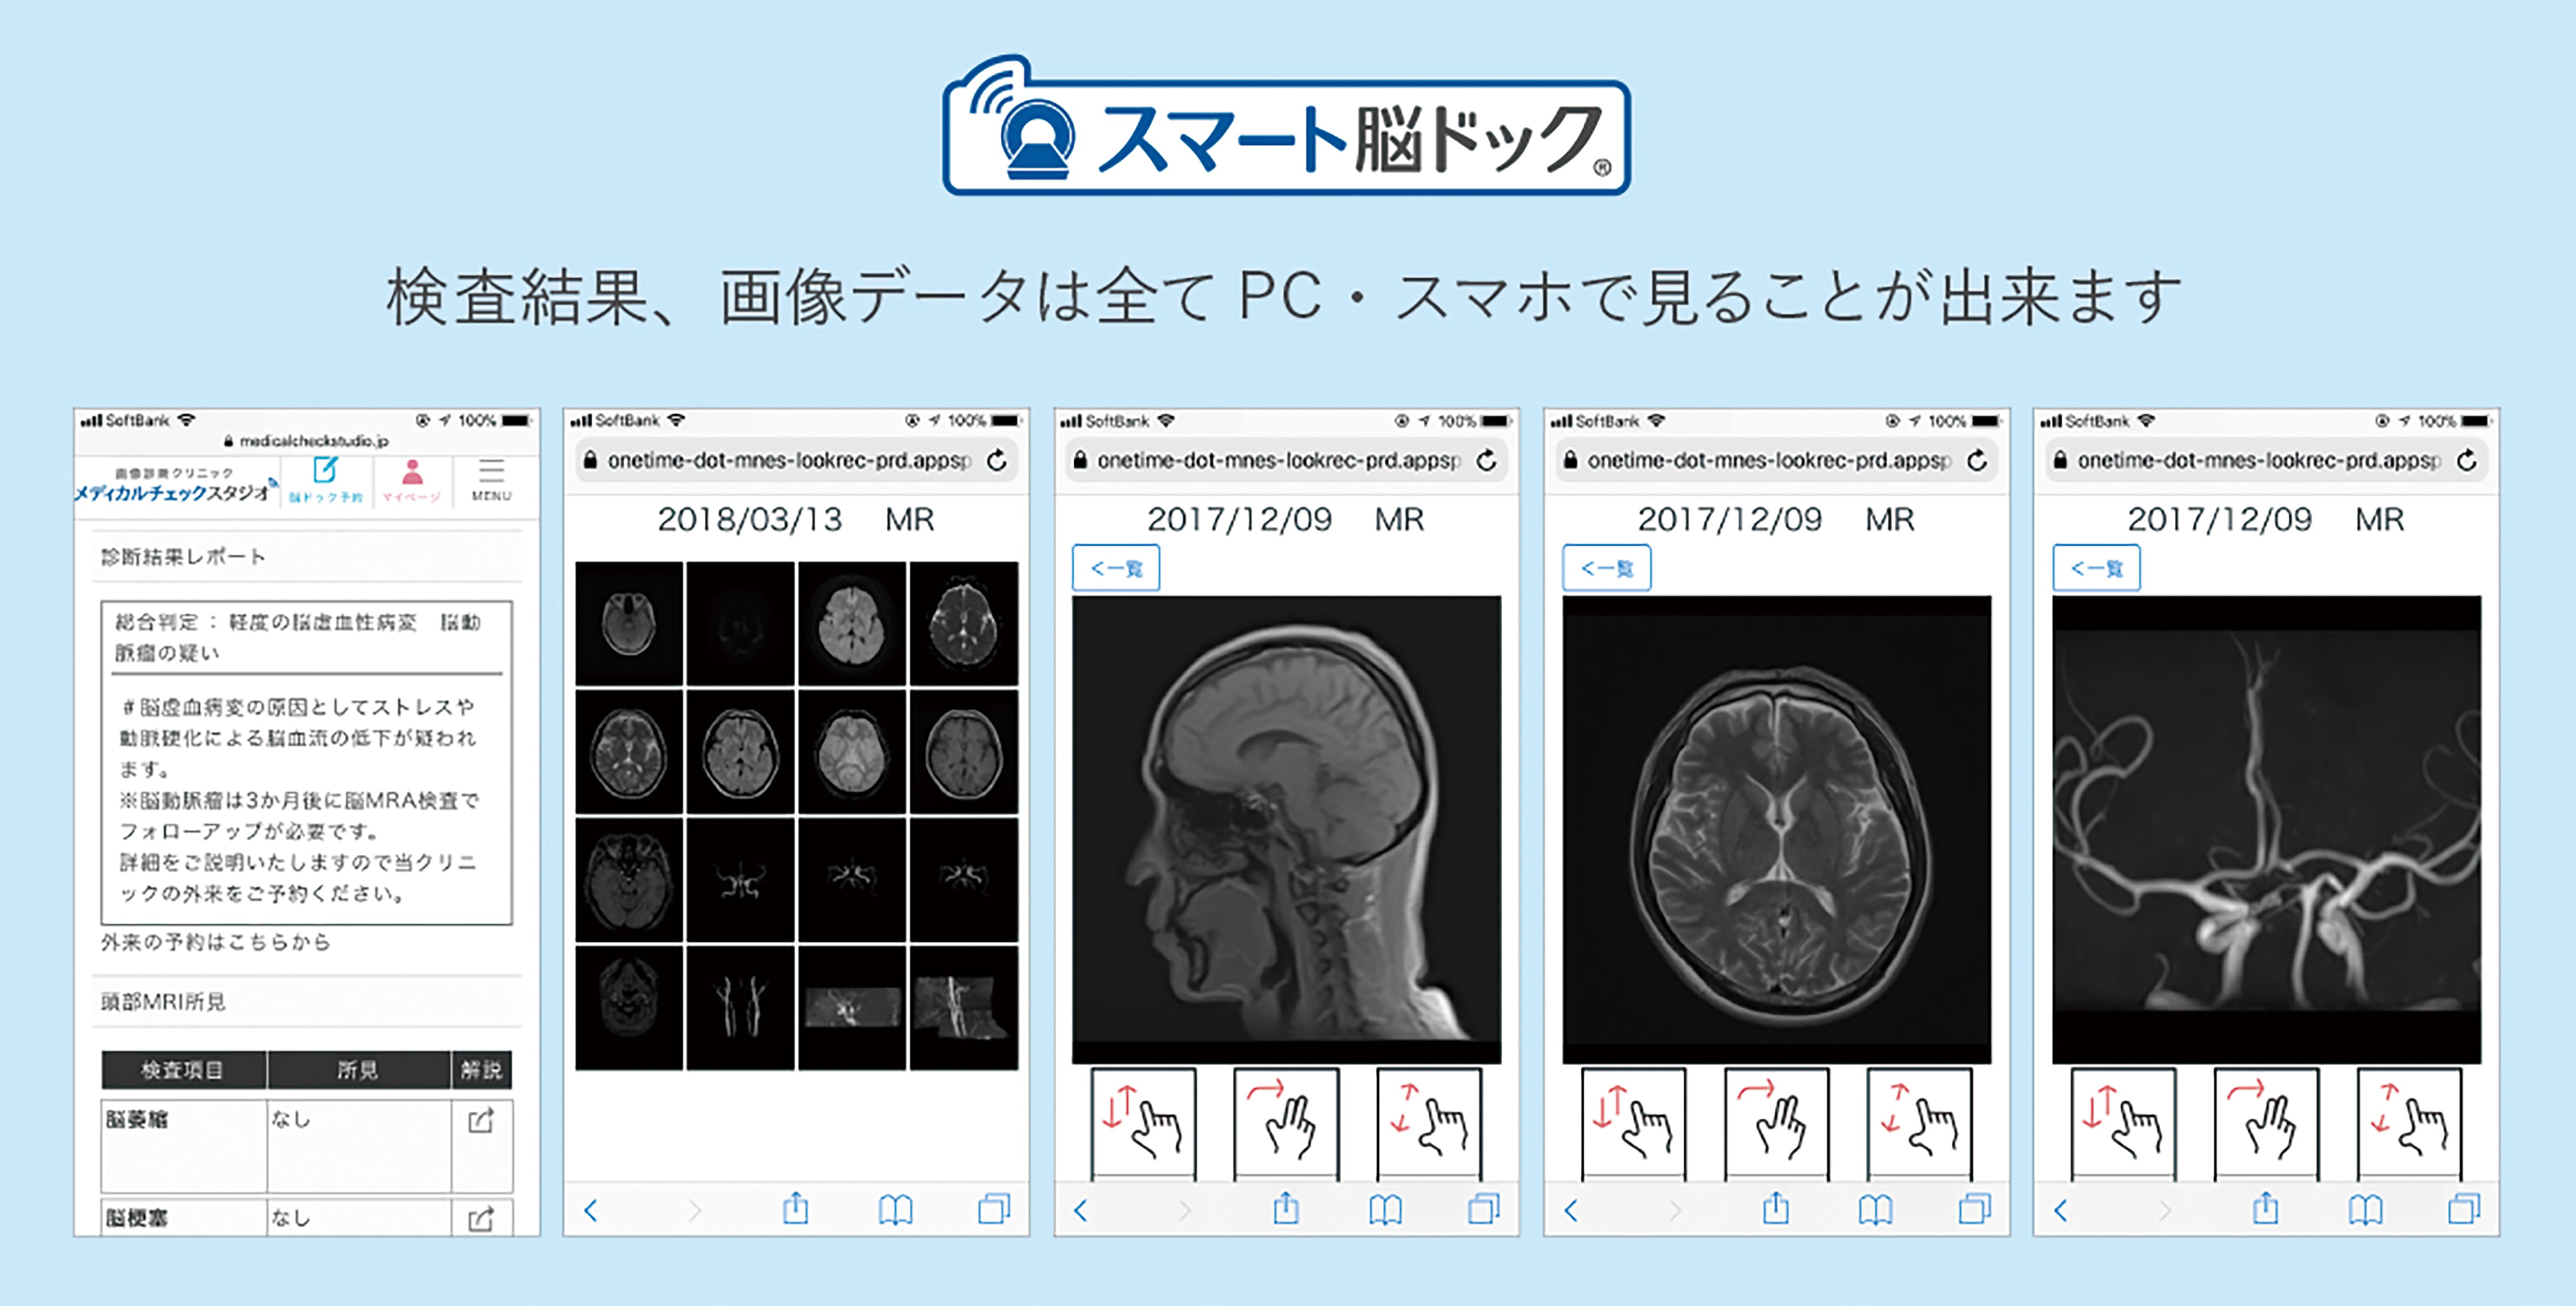 スマート脳ドック®
検査結果、画像データは全て PC・スマホで見ることが出来ます
SoftBank 100%
medicalcheckstudio.jp
画像診断クリニック
メディカルチェックスタジオ
脳ドック予約 マイページ MENU
診断結果レポート
総合判定：軽度の脳虚血性病変 脳動
脈瘤の疑い
#脳虚血病変の原因としてストレスや
動脈硬化による脳血流の低下が疑われ
ます。
※脳動脈瘤は3か月後に脳MRA検査で
フォローアップが必要です。
詳細をご説明いたしますので当クリニ
ックの外来をご予約ください。
外来の予約はこちらから
頭部MRI所見
検査項目 所見 解説
脳萎縮 なし
脳梗塞 なし
SoftBank 100%
onetime-dot-mnes-lookrec-prd.appsp
2018/03/13 MR
SoftBank 100%
onetime-dot-mnes-lookrec-prd.appsp
2017/12/09 MR
<一覧
SoftBank 100%
onetime-dot-mnes-lookrec-prd.appsp
2017/12/09 MR
<一覧
SoftBank 100%
onetime-dot-mnes-lookrec-prd.appsp
2017/12/09 MR
<一覧